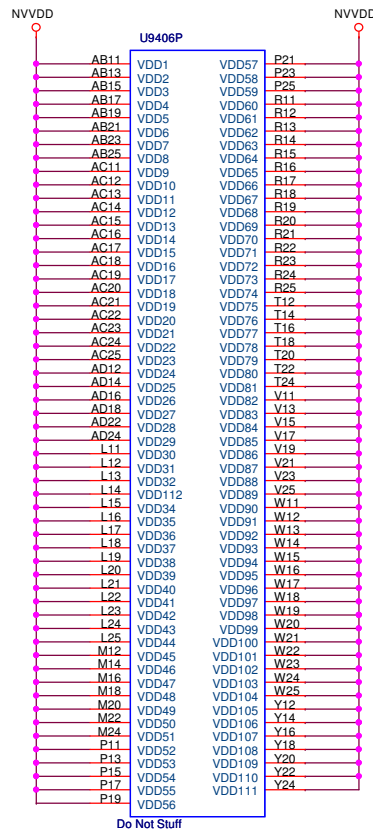 NVVDD NVVDD
U9406P
AB11 VDD1 VDD57 P21
AB13 VDD2 VDD58 P23
AB15 VDD3 VDD59 P25
AB17 VDD4 VDD60 R11
AB19 VDD5 VDD61 R12
AB21 VDD6 VDD62 R13
AB23 VDD7 VDD63 R14
AB25 VDD8 VDD64 R15
AC11 VDD9 VDD65 R16
AC12 VDD10 VDD66 R17
AC13 VDD11 VDD67 R18
AC14 VDD12 VDD68 R19
AC15 VDD13 VDD69 R20
AC16 VDD14 VDD70 R21
AC17 VDD15 VDD71 R22
AC18 VDD16 VDD72 R23
AC19 VDD17 VDD73 R24
AC20 VDD18 VDD74 R25
AC21 VDD19 VDD75 T12
AC22 VDD20 VDD76 T14
AC23 VDD21 VDD77 T16
AC24 VDD22 VDD78 T18
AC25 VDD23 VDD79 T20
AD12 VDD24 VDD80 T22
AD14 VDD25 VDD81 T24
AD16 VDD26 VDD82 V11
AD18 VDD27 VDD83 V13
AD22 VDD28 VDD84 V15
AD24 VDD29 VDD85 V17
L11 VDD30 VDD86 V19
L12 VDD31 VDD87 V21
L13 VDD32 VDD88 V23
L14 VDD112 VDD89 V25
L15 VDD34 VDD90 W11
L16 VDD35 VDD91 W12
L17 VDD36 VDD92 W13
L18 VDD37 VDD93 W14
L19 VDD38 VDD94 W15
L20 VDD39 VDD95 W16
L21 VDD40 VDD96 W17
L22 VDD41 VDD97 W18
L23 VDD42 VDD98 W19
L24 VDD43 VDD99 W20
L25 VDD44 VDD100 W21
M12 VDD45 VDD101 W22
M14 VDD46 VDD102 W23
M16 VDD47 VDD103 W24
M18 VDD48 VDD104 W25
M20 VDD49 VDD105 Y12
M22 VDD50 VDD106 Y14
M24 VDD51 VDD107 Y16
P11 VDD52 VDD108 Y18
P13 VDD53 VDD109 Y20
P15 VDD54 VDD110 Y22
P17 VDD55 VDD111 Y24
P19 VDD56
Do Not Stuff